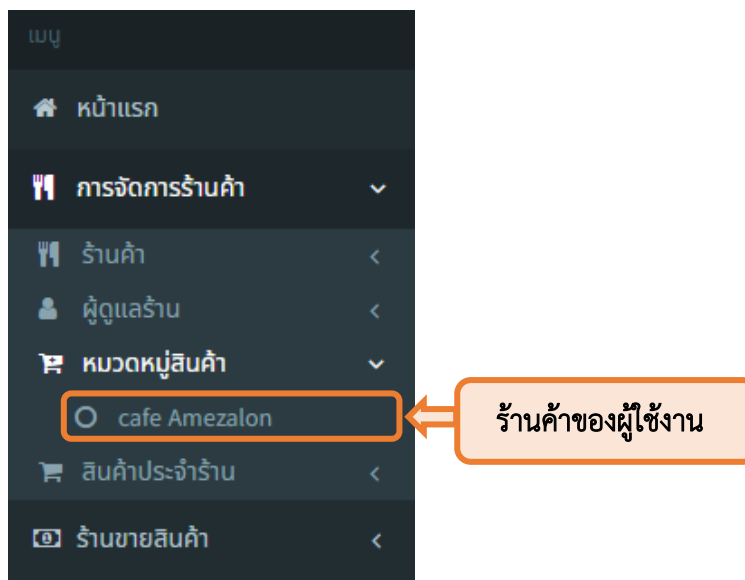 เมนู
หน้าแรก
การจัดการร้านค้า
ร้านค้า
ผู้ดูแลร้าน
หมวดหมู่สินค้า
cafe Amezalon
ร้านค้าของผู้ใช้งาน
สินค้าประจำร้าน
ร้านขายสินค้า